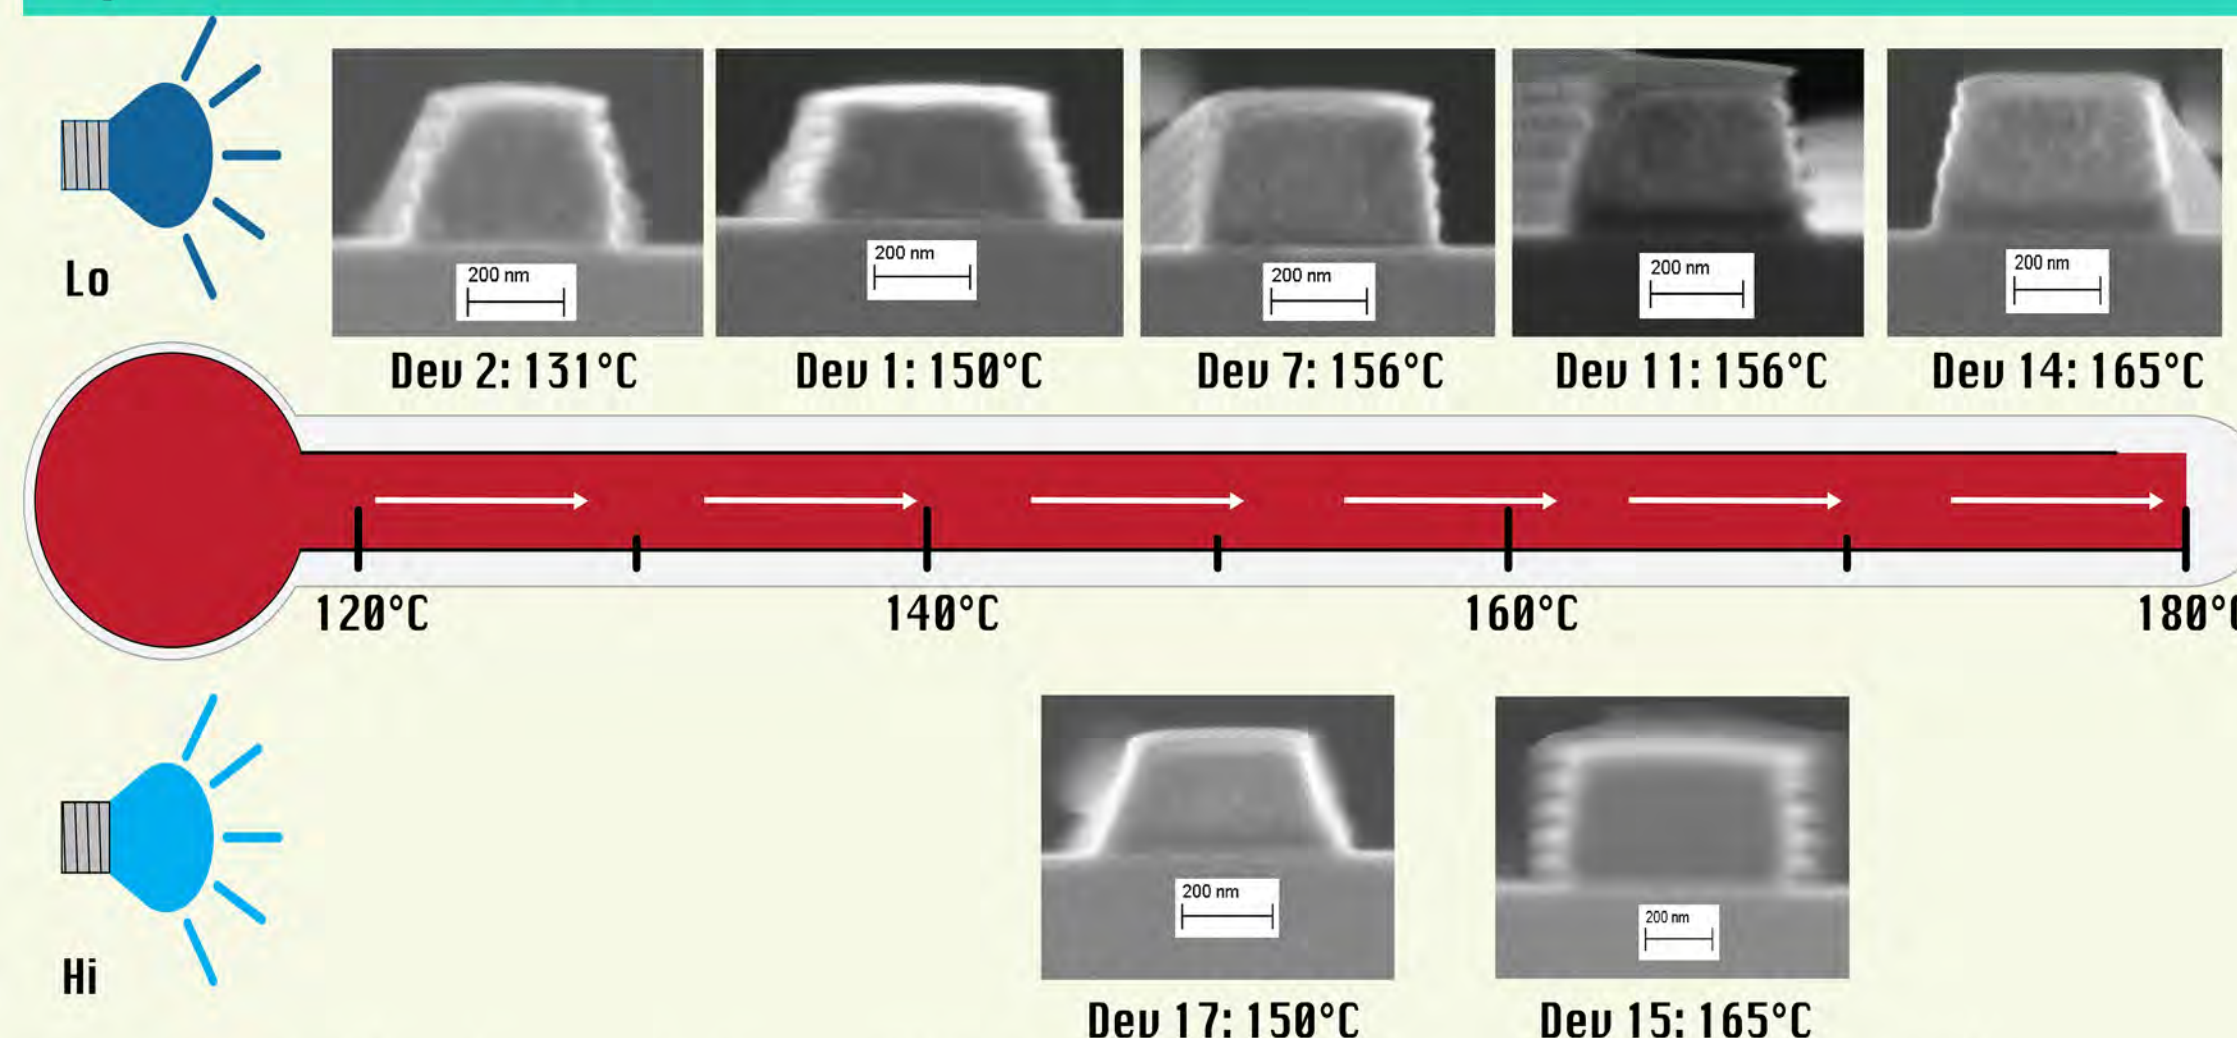 200 nm
200 nm
200 nm
200 nm
200 nm
Lo
Dev 2: 131°C
Dev 1: 150°C
Dev 7: 156°C
Dev 11: 156°C
Dev 14: 165°C
120°C
140°C
160°C
180°C
200 nm
200 nm
Hi
Dev 17: 150°C
Dev 15: 165°C